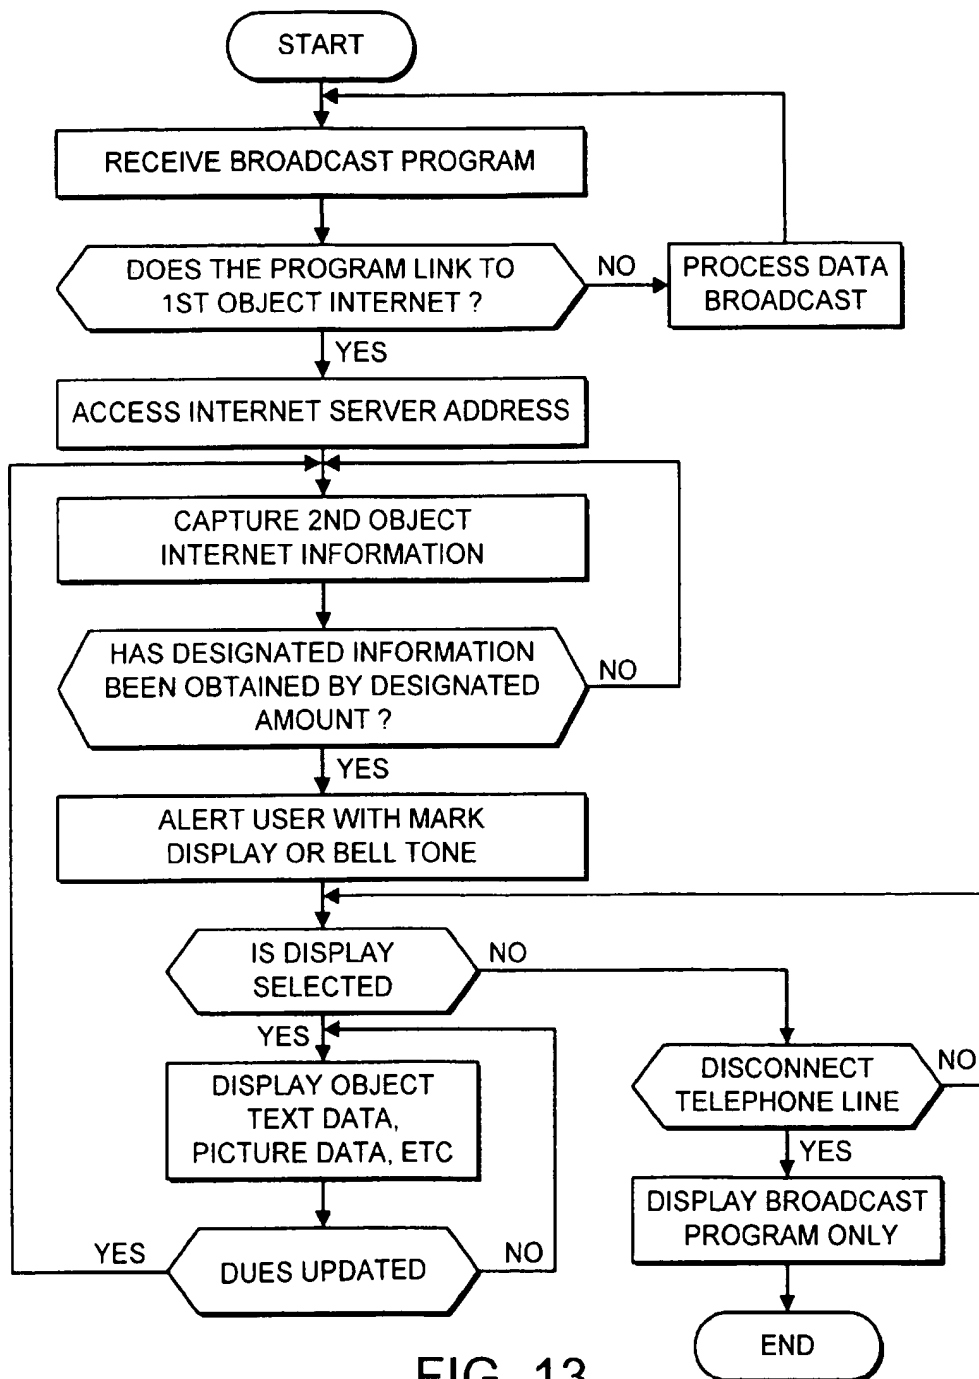 START
RECEIVE BROADCAST PROGRAM
DOES THE PROGRAM LINK TO
1ST OBJECT INTERNET ?
NO
PROCESS DATA
BROADCAST
YES
ACCESS INTERNET SERVER ADDRESS
CAPTURE 2ND OBJECT
INTERNET INFORMATION
HAS DESIGNATED INFORMATION
BEEN OBTAINED BY DESIGNATED
AMOUNT ?
NO
YES
ALERT USER WITH MARK
DISPLAY OR BELL TONE
IS DISPLAY
SELECTED
NO
YES
DISPLAY OBJECT
TEXT DATA,
PICTURE DATA, ETC
DUES UPDATED
YES
NO
DISCONNECT
TELEPHONE LINE
NO
YES
DISPLAY BROADCAST
PROGRAM ONLY
END
FIG. 13